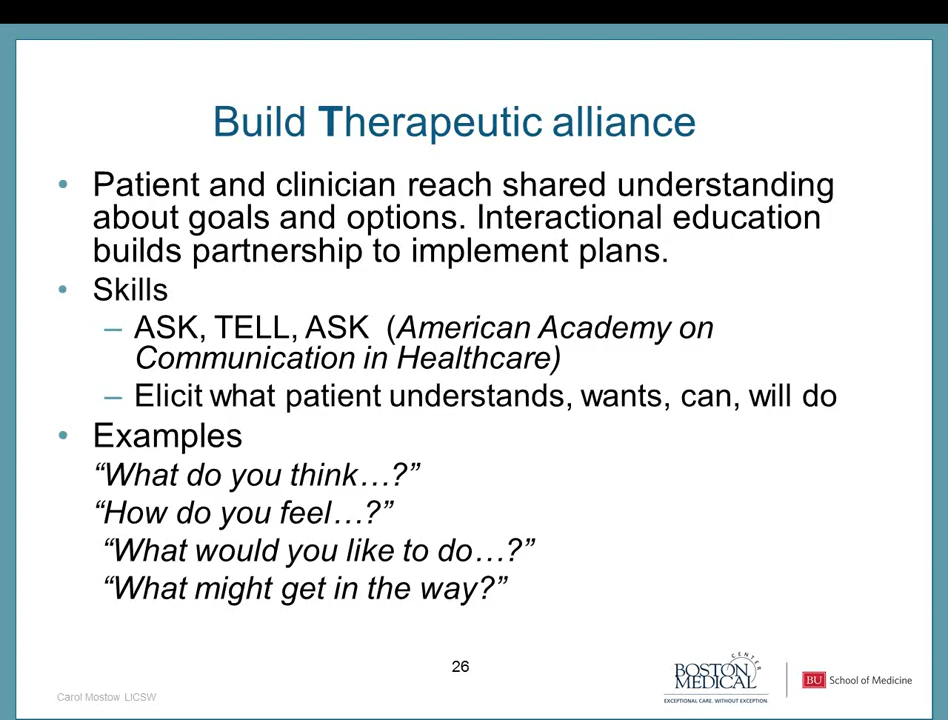 Build Therapeutic alliance
• Patient and clinician reach shared understanding
about goals and options. Interactional education
builds partnership to implement plans.
• Skills
– ASK, TELL, ASK (American Academy on
Communication in Healthcare)
– Elicit what patient understands, wants, can, will do
• Examples
“What do you think…?”
“How do you feel…?”
“What would you like to do…?”
“What might get in the way?”
26
Carol Mostow LICSW
BOSTON
MEDICAL
CENTER
EXCEPTIONAL CARE. WITHOUT EXCEPTION
BU School of Medicine